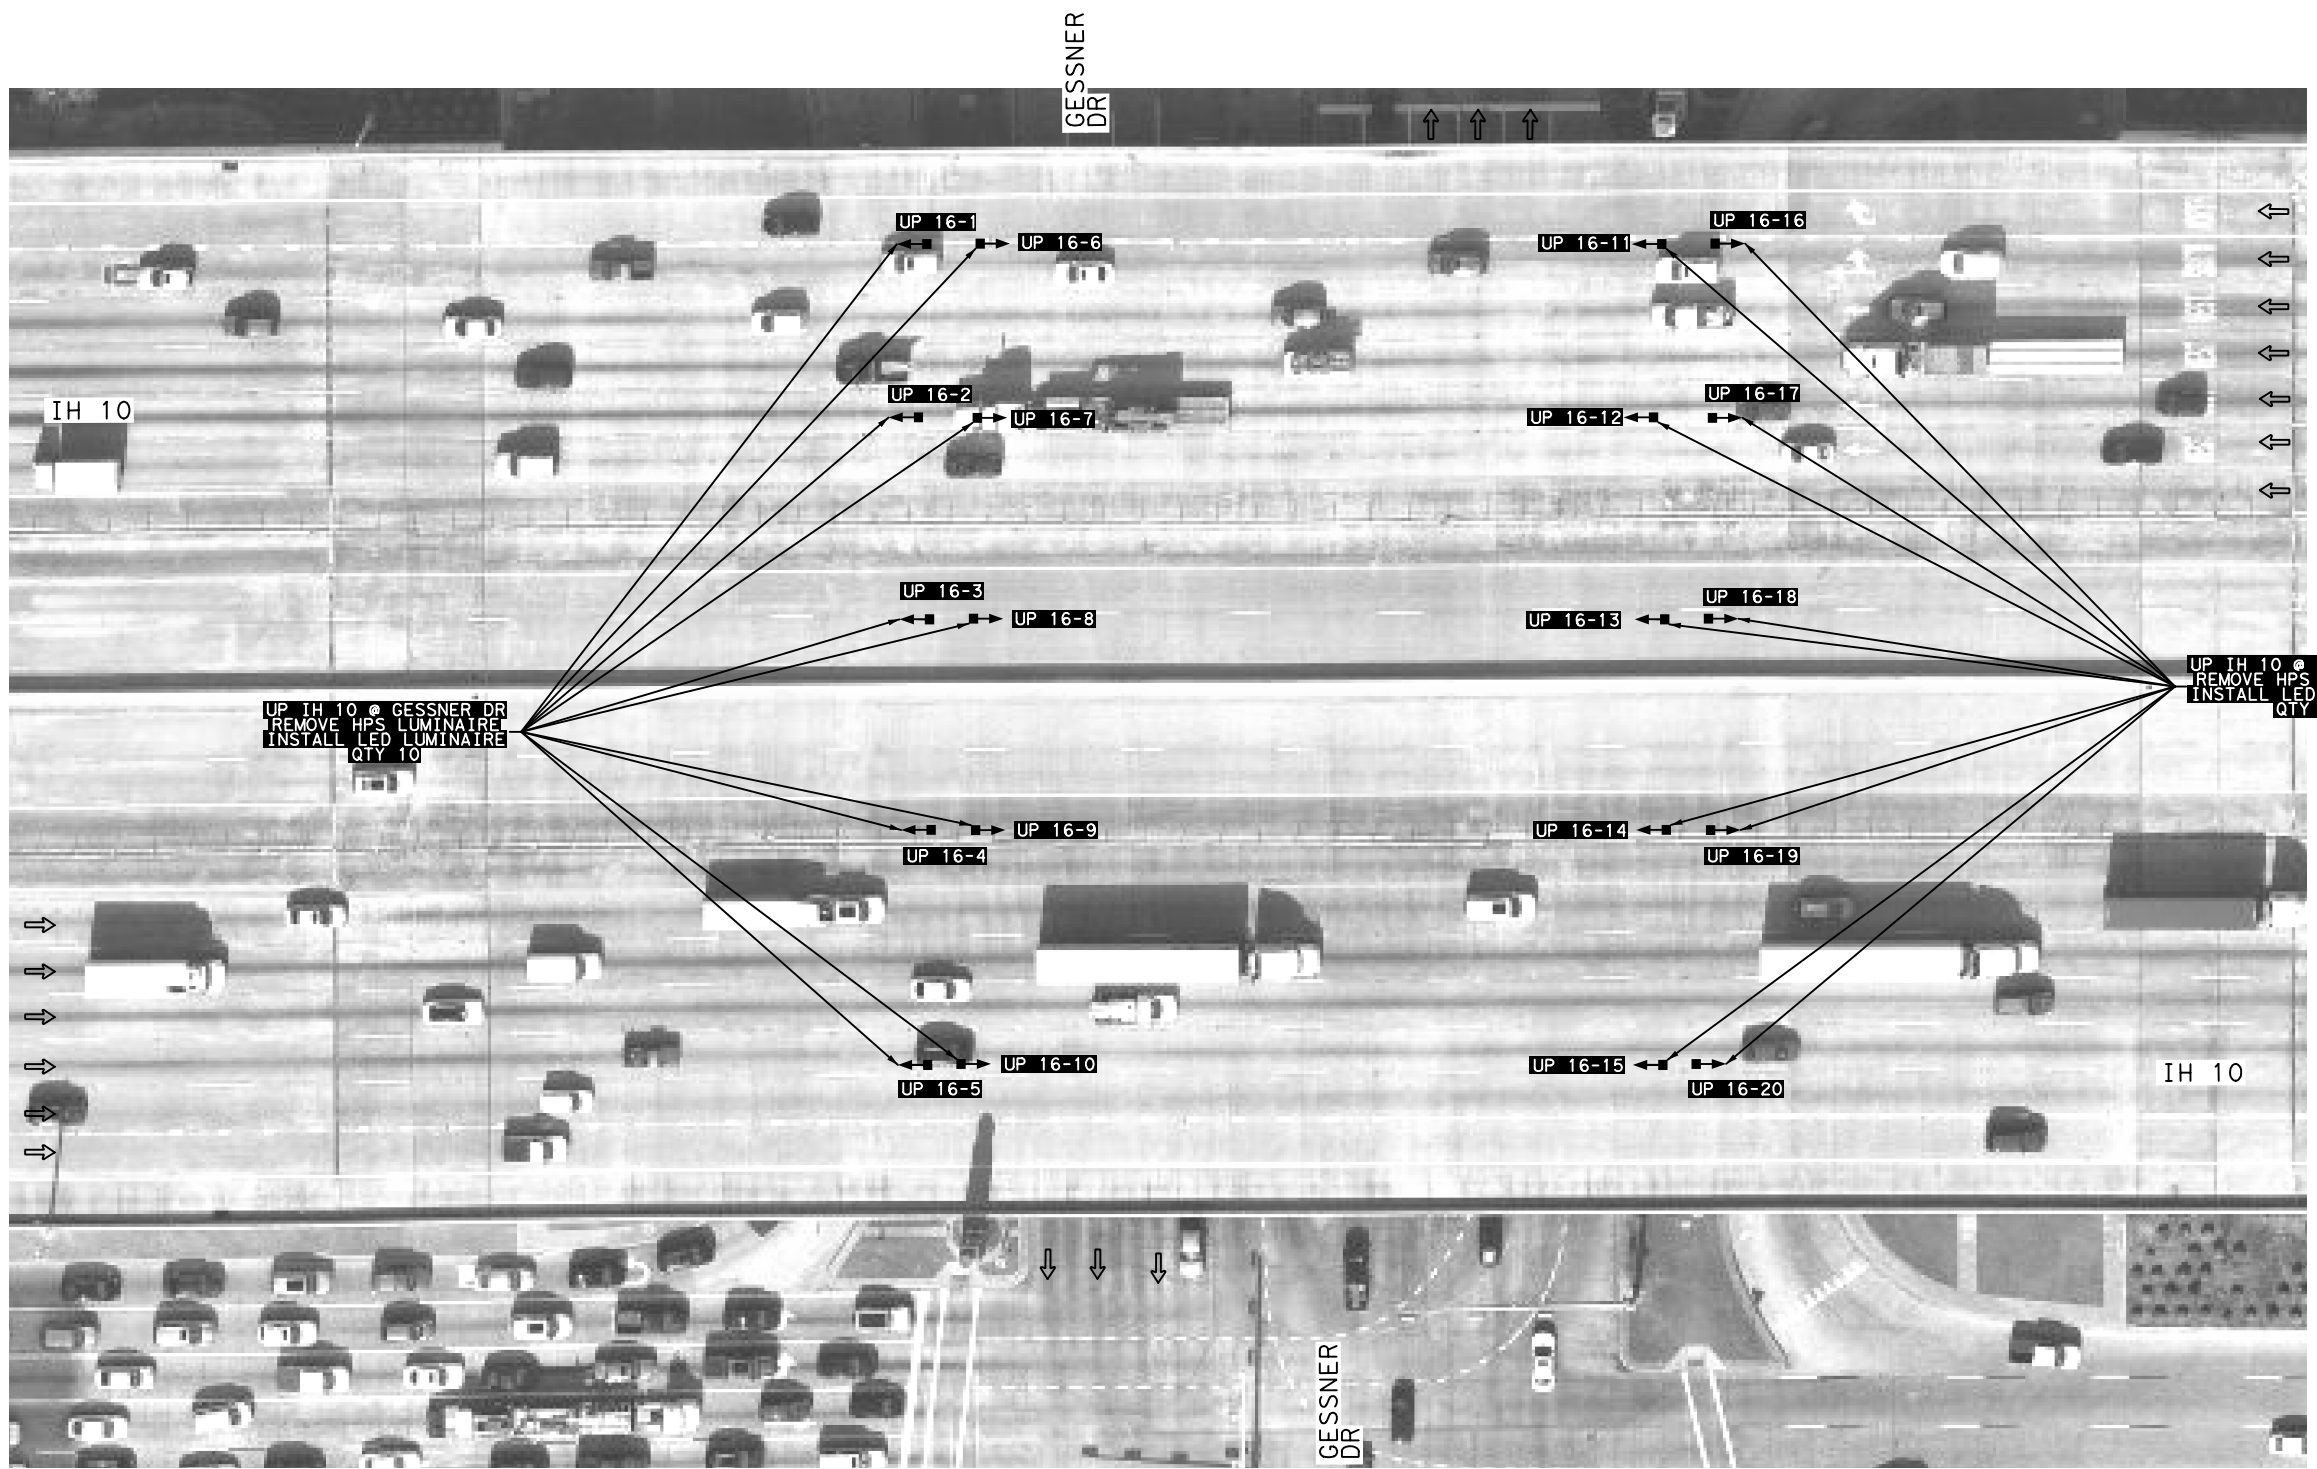 GESSNER
DR
UP 16-1
UP 16-6
UP 16-16
UP 16-11
UP 16-2
UP 16-7
UP 16-17
UP 16-12
IH 10
UP 16-3
UP 16-8
UP 16-18
UP 16-13
UP IH 10 @
REMOVE HPS
INSTALL LED
QTY
UP IH 10 @ GESSNER DR
REMOVE HPS LUMINAIRE
INSTALL LED LUMINAIRE
QTY 10
UP 16-9
UP 16-4
UP 16-14
UP 16-19
UP 16-10
UP 16-5
UP 16-15
UP 16-20
IH 10
GESSNER
DR